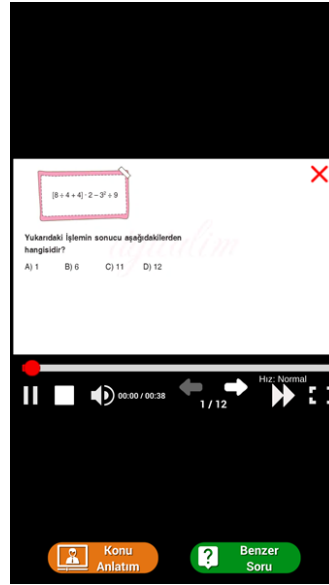 [8÷4+4]·2−3²÷9
Yukarıdaki İşlemin sonucu aşağıdakilerden
hangisidir?
A) 1 B) 6 C) 11 D) 12
Hız: Normal
00:00 / 00:38
1 / 12
Konu
Anlatım
Benzer
Soru